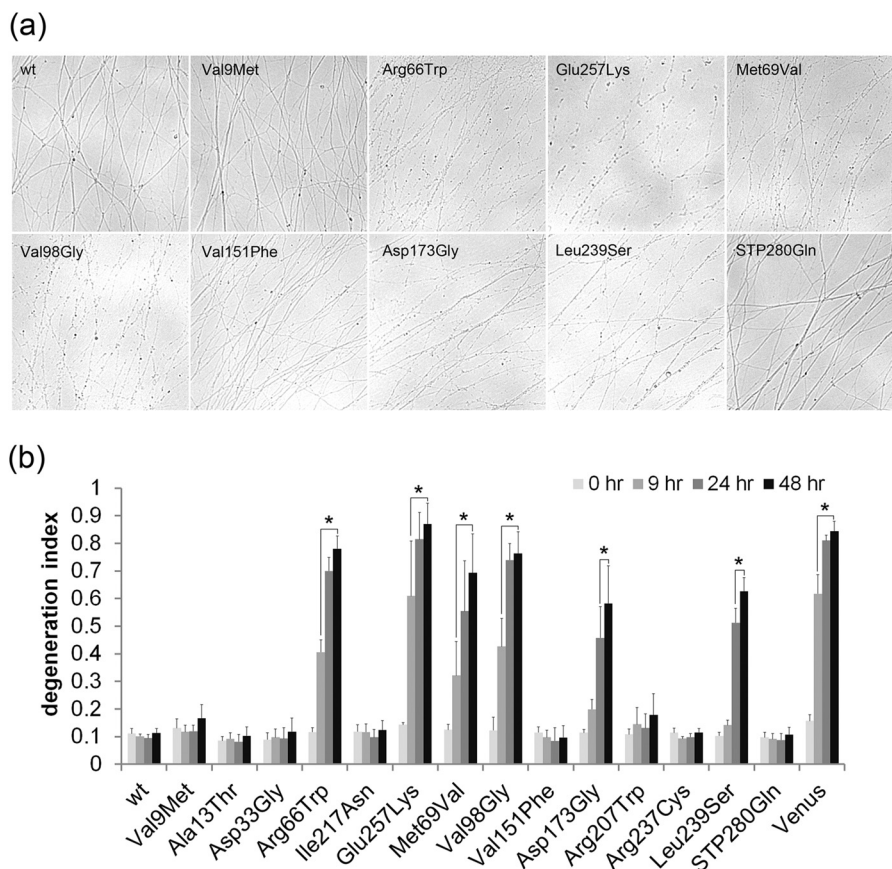 (a)
wt Val9Met Arg66Trp Glu257Lys Met69Val
Val98Gly Val151Phe Asp173Gly Leu239Ser STP280Gln
(b)
0 hr 9 hr 24 hr 48 hr
degeneration index
1
0.9
0.8
0.7
0.6
0.5
0.4
0.3
0.2
0.1
0
* * * * * * *
wt Val9Met Ala13Thr Asp33Gly Arg66Trp Ile217Asn Glu257Lys Met69Val Val98Gly Val151Phe Asp173Gly Arg207Trp Arg237Cys Leu239Ser STP280Gln Venus